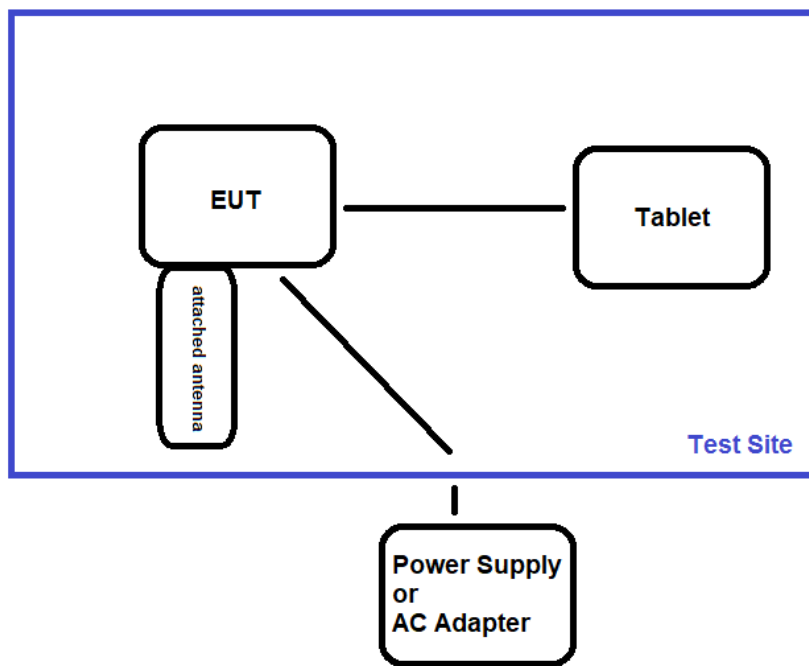 EUT
Tablet
attached antenna
Test Site
Power Supply
or
AC Adapter